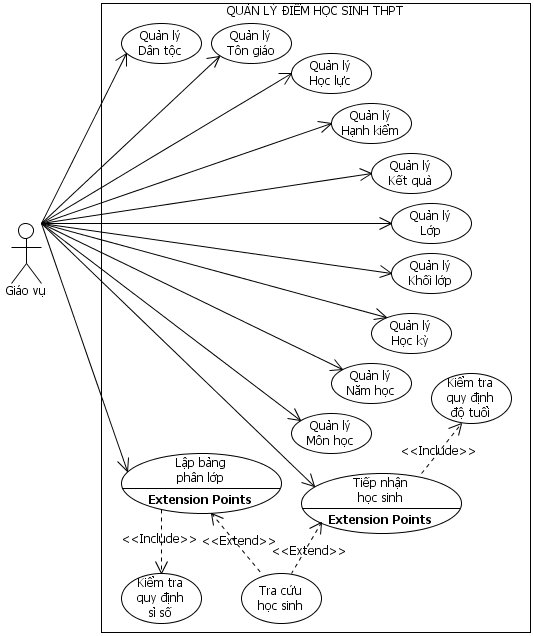 QUẢN LÝ ĐIỂM HỌC SINH THPT
Quản lý
Dân tộc
Quản lý
Tôn giáo
Quản lý
Học lực
Quản lý
Hạnh kiểm
Quản lý
Kết quả
Quản lý
Lớp
Quản lý
Khối lớp
Quản lý
Học kỳ
Quản lý
Năm học
Quản lý
Môn học
Giáo vụ
Kiểm tra
quy định
độ tuổi
<<Include>>
Lập bảng
phân lớp
Extension Points
Tiếp nhận
học sinh
Extension Points
<<Include>>
<<Extend>>
<<Extend>>
Kiểm tra
quy định
sỉ số
Tra cứu
học sinh